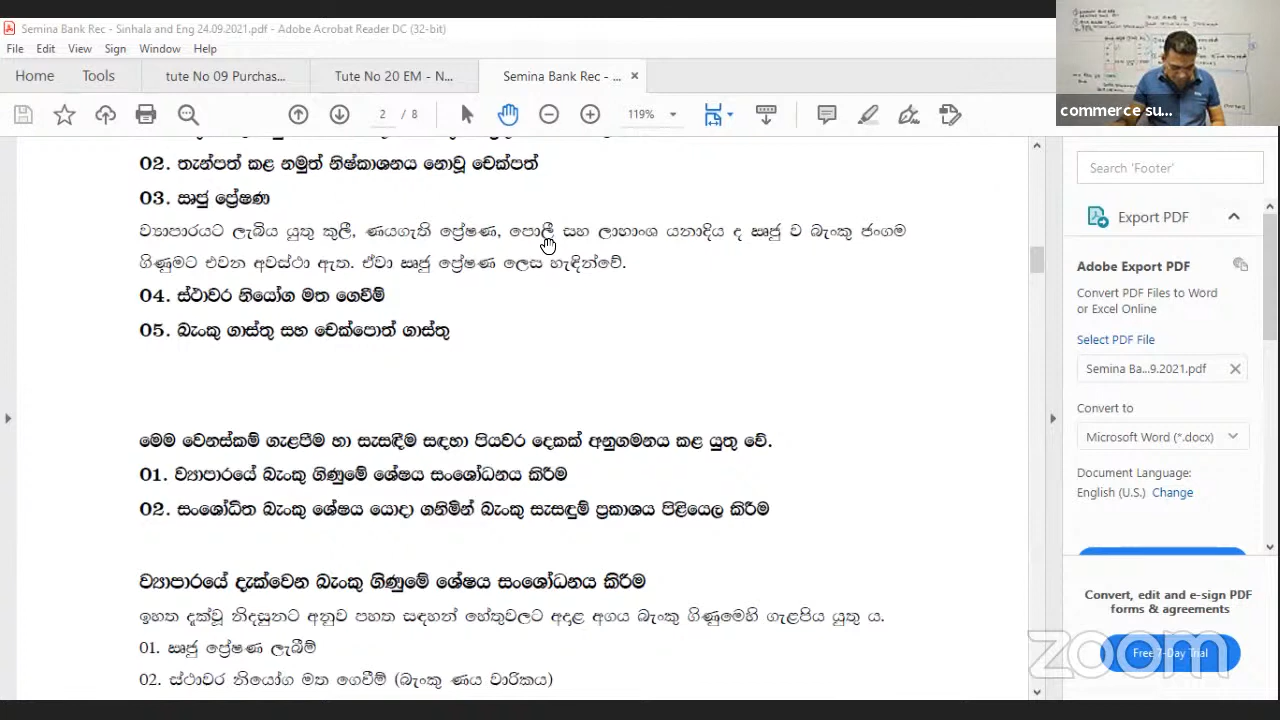 Semina Bank Rec - Sinhala and Eng 24.09.2021.pdf - Adobe Acrobat Reader DC (32-bit)
File Edit View Sign Window Help
Home Tools tute No 09 Purchas... Tute No 20 EM - N... Semina Bank Rec - ... ×
2 / 8 119%
commerce su...
02. තැන්පත් කළ නමුත් නිෂ්කාශනය නොවූ චෙක්පත්
03. ඍජු ප්‍රේෂණ
ව්‍යාපාරයට ලැබිය යුතු කුලී, ණයගැති ප්‍රේෂණ, පොලී සහ ලාභාංශ යනාදිය ද ඍජු ව බැංකු ජංගම
ගිණුමට එවන අවස්ථා ඇත. ඒවා ඍජු ප්‍රේෂණ ලෙස හැඳින්වේ.
04. ස්ථාවර නියෝග මත ගෙවීම්
05. බැංකු ගාස්තු සහ චෙක්පොත් ගාස්තු
මෙම වෙනස්කම් ගැළපීම හා සැසඳීම සඳහා පියවර දෙකක් අනුගමනය කළ යුතු වේ.
01. ව්‍යාපාරයේ බැංකු ගිණුමේ ශේෂය සංශෝධනය කිරීම
02. සංශෝධිත බැංකු ශේෂය යොදා ගනිමින් බැංකු සැසඳුම් ප්‍රකාශය පිළියෙල කිරීම
ව්‍යාපාරයේ දැක්වෙන බැංකු ගිණුමේ ශේෂය සංශෝධනය කිරීම
ඉහත දැක්වූ නිදසුනට අනුව පහත සඳහන් හේතුවලට අදාළ අගය බැංකු ගිණුමෙහි ගැළපිය යුතු ය.
01. ඍජු ප්‍රේෂණ ලැබීම්
02. ස්ථාවර නියෝග මත ගෙවීම් (බැංකු ණය වාරිකය)
Search 'Footer'
Export PDF
Adobe Export PDF
Convert PDF Files to Word
or Excel Online
Select PDF File
Semina Ba...9.2021.pdf
Convert to
Microsoft Word (*.docx)
Document Language:
English (U.S.) Change
Convert, edit and e-sign PDF
forms & agreements
Free 7-Day Trial
zoom